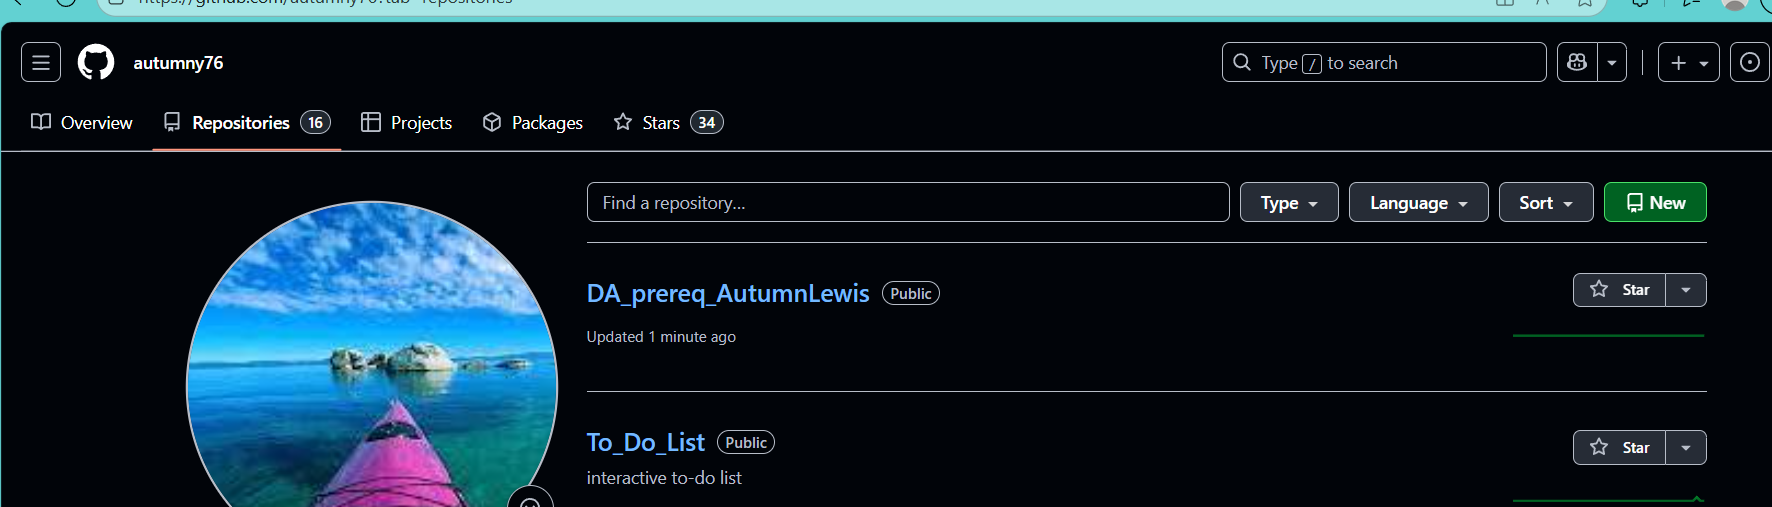 autumny76
Type / to search
Overview
Repositories 16
Projects
Packages
Stars 34
Find a repository...
Type
Language
Sort
New
DA_prereq_AutumnLewis Public
Star
Updated 1 minute ago
To_Do_List Public
Star
interactive to-do list